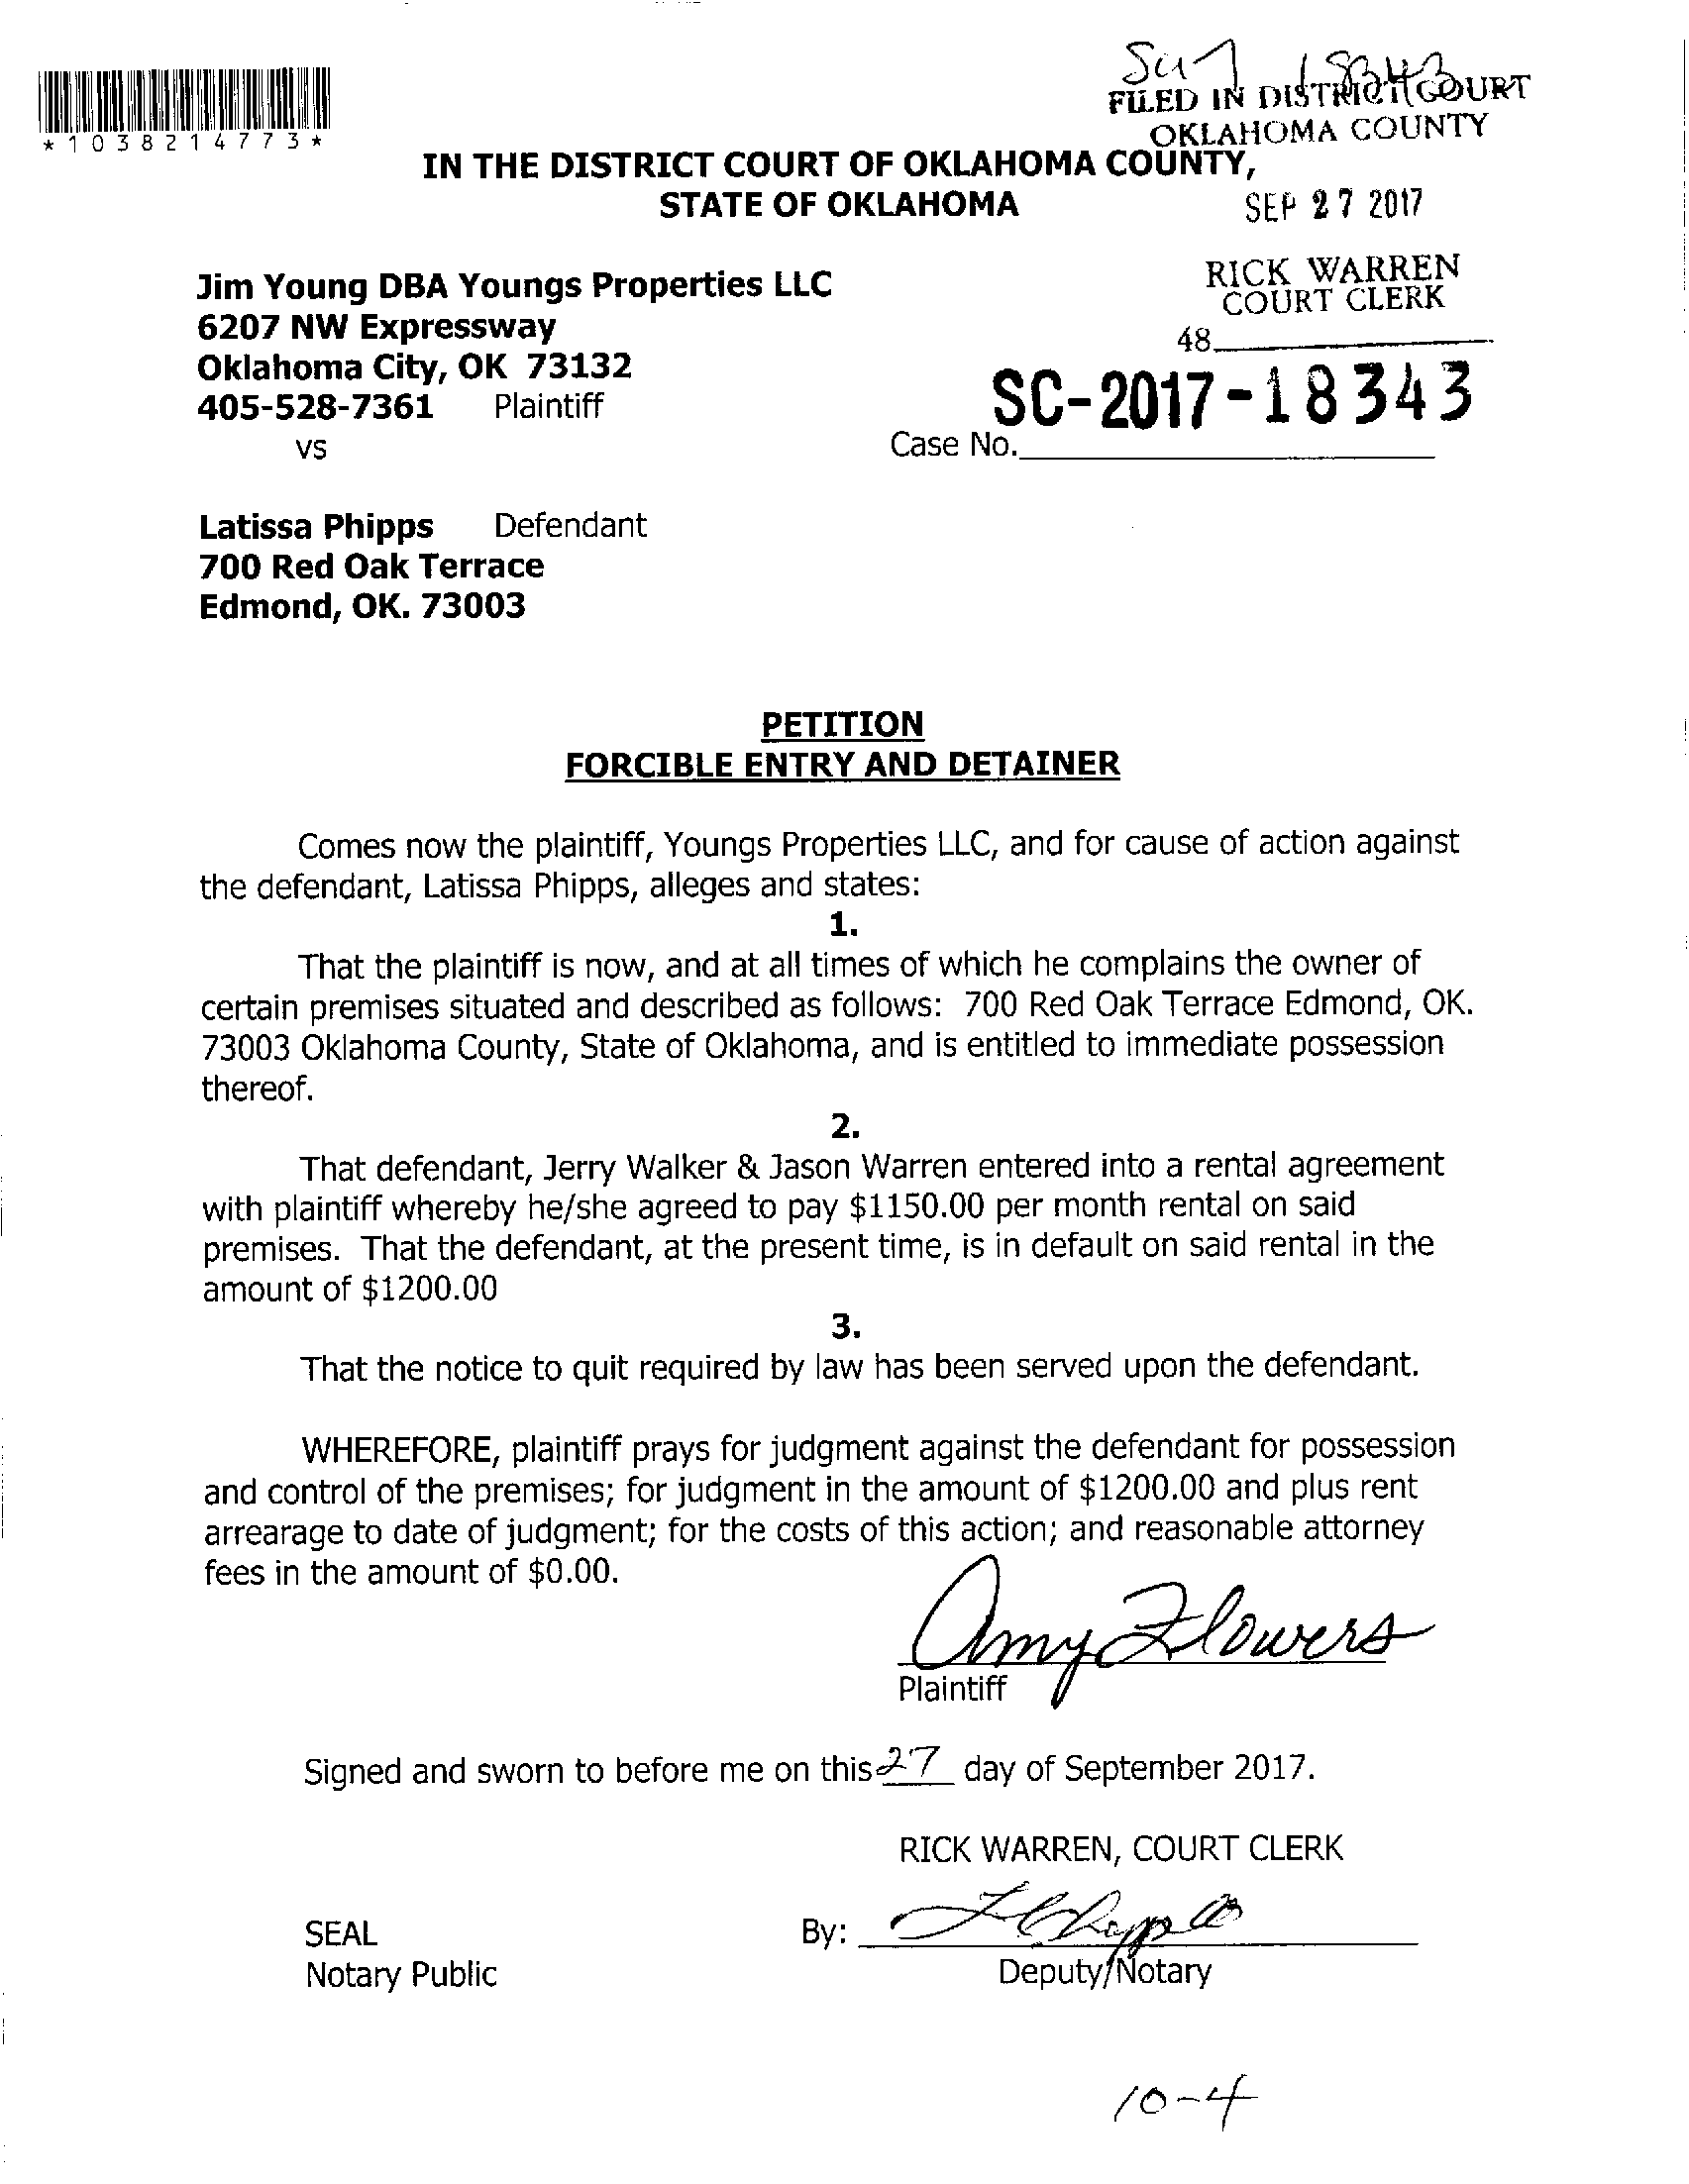 SC17 18343
FILED IN DISTRICT COURT
OKLAHOMA COUNTY
*1038214773*
IN THE DISTRICT COURT OF OKLAHOMA COUNTY,
STATE OF OKLAHOMA
SEP 27 2017
Jim Young DBA Youngs Properties LLC
6207 NW Expressway
Oklahoma City, OK 73132
405-528-7361 Plaintiff
vs
RICK WARREN
COURT CLERK
48
SC-2017-18343
Case No.
Latissa Phipps Defendant
700 Red Oak Terrace
Edmond, OK. 73003
PETITION
FORCIBLE ENTRY AND DETAINER
Comes now the plaintiff, Youngs Properties LLC, and for cause of action against
the defendant, Latissa Phipps, alleges and states:
1.
That the plaintiff is now, and at all times of which he complains the owner of
certain premises situated and described as follows: 700 Red Oak Terrace Edmond, OK.
73003 Oklahoma County, State of Oklahoma, and is entitled to immediate possession
thereof.
2.
That defendant, Jerry Walker & Jason Warren entered into a rental agreement
with plaintiff whereby he/she agreed to pay $1150.00 per month rental on said
premises. That the defendant, at the present time, is in default on said rental in the
amount of $1200.00
3.
That the notice to quit required by law has been served upon the defendant.
WHEREFORE, plaintiff prays for judgment against the defendant for possession
and control of the premises; for judgment in the amount of $1200.00 and plus rent
arrearage to date of judgment; for the costs of this action; and reasonable attorney
fees in the amount of $0.00.
Amy Flowers
Plaintiff
Signed and sworn to before me on this 27 day of September 2017.
RICK WARREN, COURT CLERK
SEAL
By:
Notary Public
Deputy/Notary
10-4